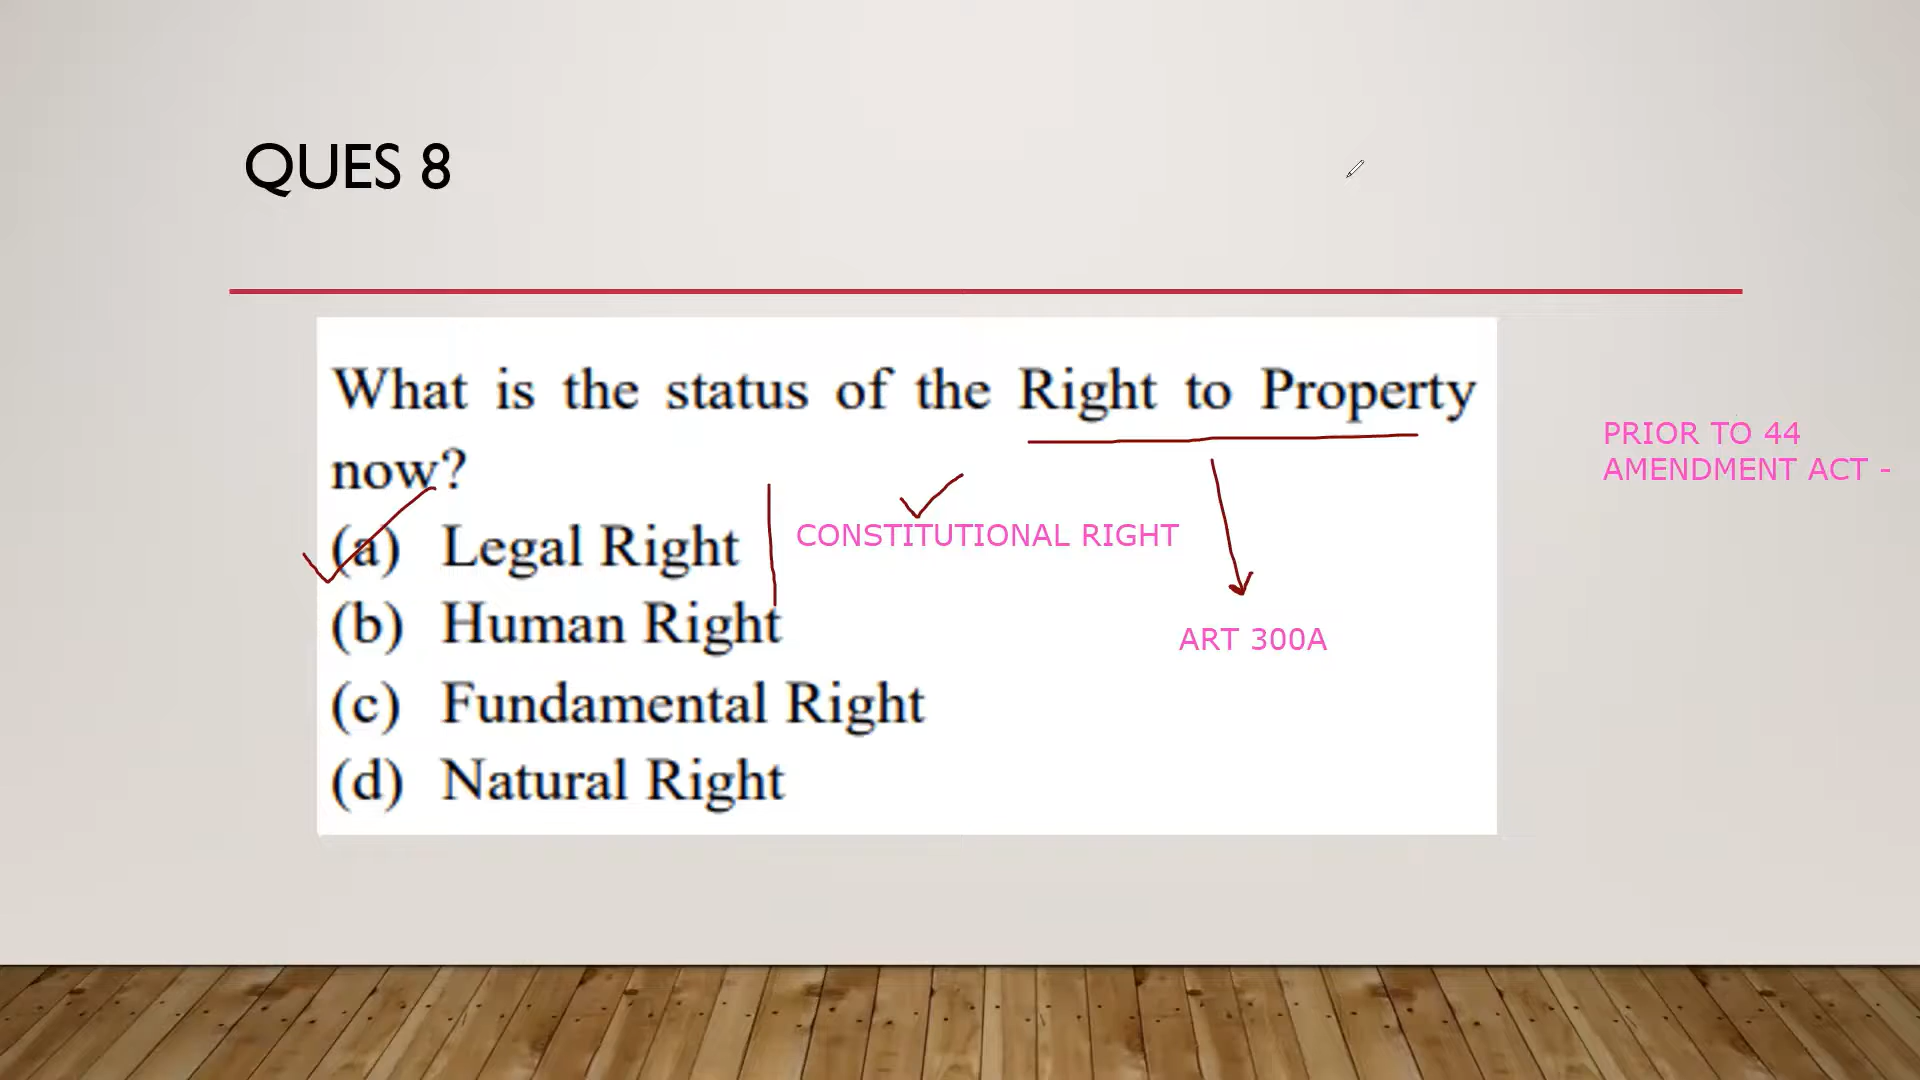 QUES 8
What is the status of the Right to Property
now?
(a) Legal Right
CONSTITUTIONAL RIGHT
(b) Human Right
ART 300A
(c) Fundamental Right
(d) Natural Right
PRIOR TO 44
AMENDMENT ACT -